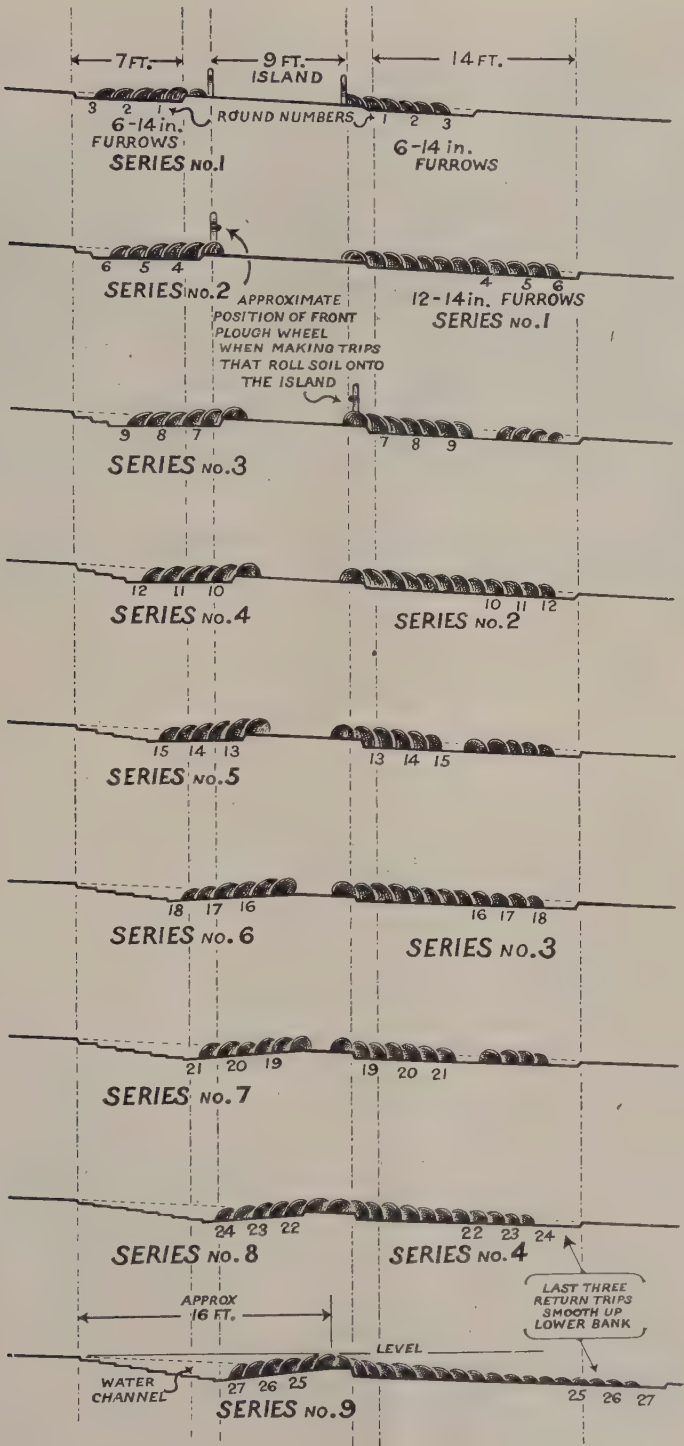 7 FT.
9 FT.
ISLAND
14 FT.
3 2 1
ROUND NUMBERS
1 2 3
6-14 in.
FURROWS
SERIES NO.1
6-14 in.
FURROWS
6 5 4
SERIES NO.2
4 5 6
12-14 in. FURROWS
SERIES NO.1
APPROXIMATE
POSITION OF FRONT
PLOUGH WHEEL
WHEN MAKING TRIPS
THAT ROLL SOIL ONTO
THE ISLAND
9 8 7
7 8 9
SERIES NO.3
12 11 10
10 11 12
SERIES NO.4
SERIES NO.2
15 14 13
13 14 15
SERIES NO.5
18 17 16
16 17 18
SERIES NO.6
SERIES NO.3
21 20 19
19 20 21
SERIES NO.7
24 23 22
22 23 24
SERIES NO.8
SERIES NO.4
APPROX
16 FT.
LAST THREE
RETURN TRIPS
SMOOTH UP
LOWER BANK
LEVEL
WATER
CHANNEL
27 26 25
25 26 27
SERIES NO.9